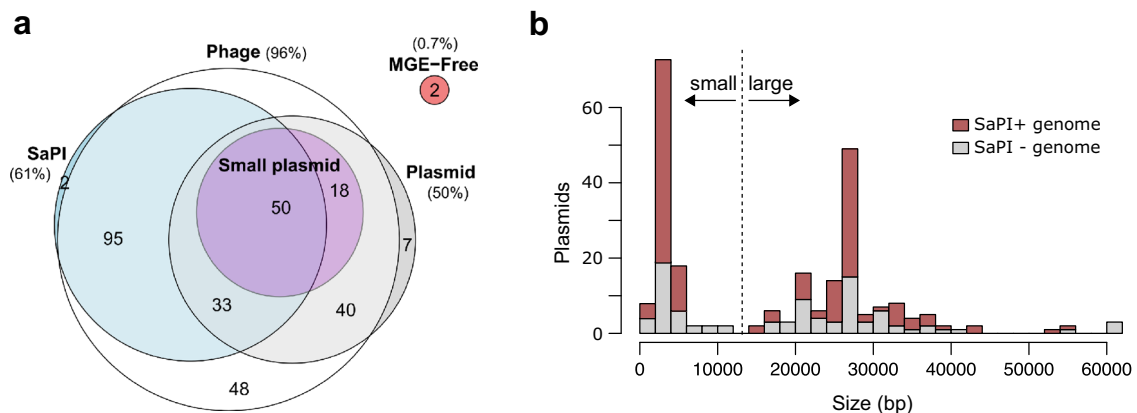 a
Phage (96%)
(0.7%)
MGE−Free
2
SaPI
(61%)
2
Small plasmid
Plasmid
(50%)
18
50
95
7
33
40
48
b
small large
SaPI+ genome
SaPI - genome
Plasmids
60
40
20
0
0 10000 20000 30000 40000 50000 60000
Size (bp)